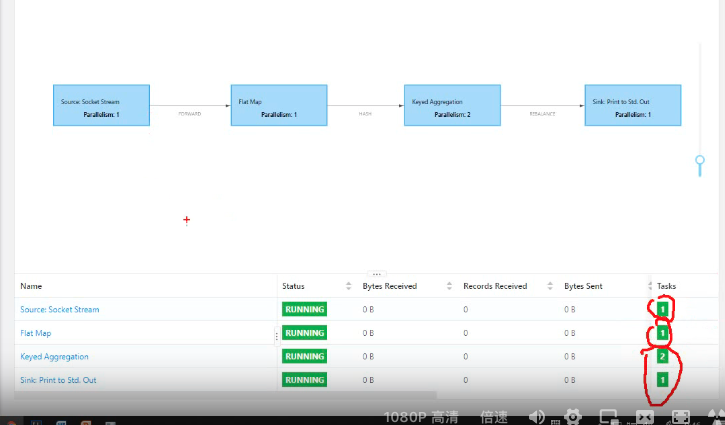 Source: Socket Stream
Parallelism: 1
FORWARD
Flat Map
Parallelism: 1
HASH
Keyed Aggregation
Parallelism: 2
REBALANCE
Sink: Print to Std. Out
Parallelism: 1
Name Status Bytes Received Records Received Bytes Sent Tasks
Source: Socket Stream RUNNING 0 B 0 0 B 1
Flat Map RUNNING 0 B 0 0 B 1
Keyed Aggregation RUNNING 0 B 0 0 B 2
Sink: Print to Std. Out RUNNING 0 B 0 0 B 1
1080P 高清 倍速